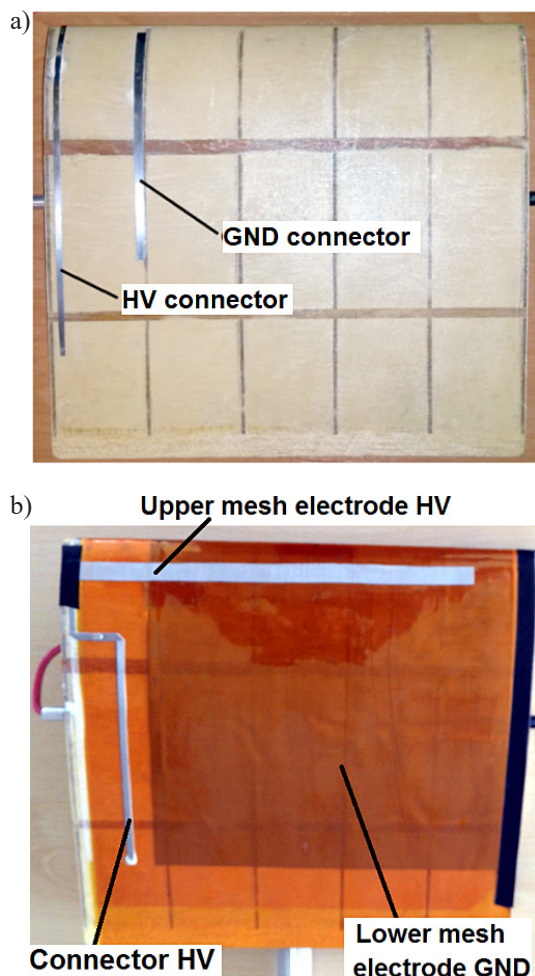 a)
GND connector
HV connector
b)
Upper mesh electrode HV
Connector HV
Lower mesh
electrode GND